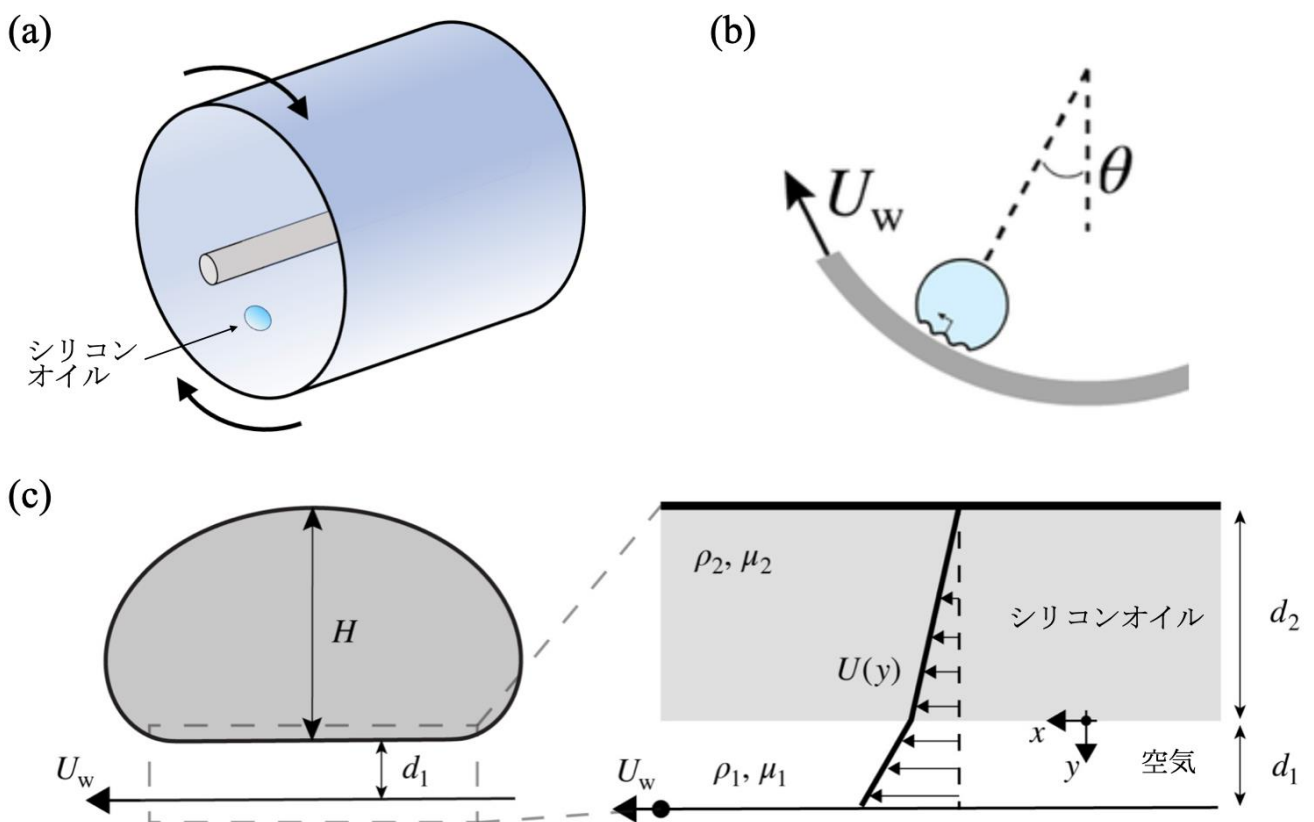 (a)
シリコン
オイル
(b)
U_w
θ
(c)
H
U_w
d_1
ρ_2, μ_2
シリコンオイル
d_2
U(y)
x
y
空気
d_1
U_w
ρ_1, μ_1